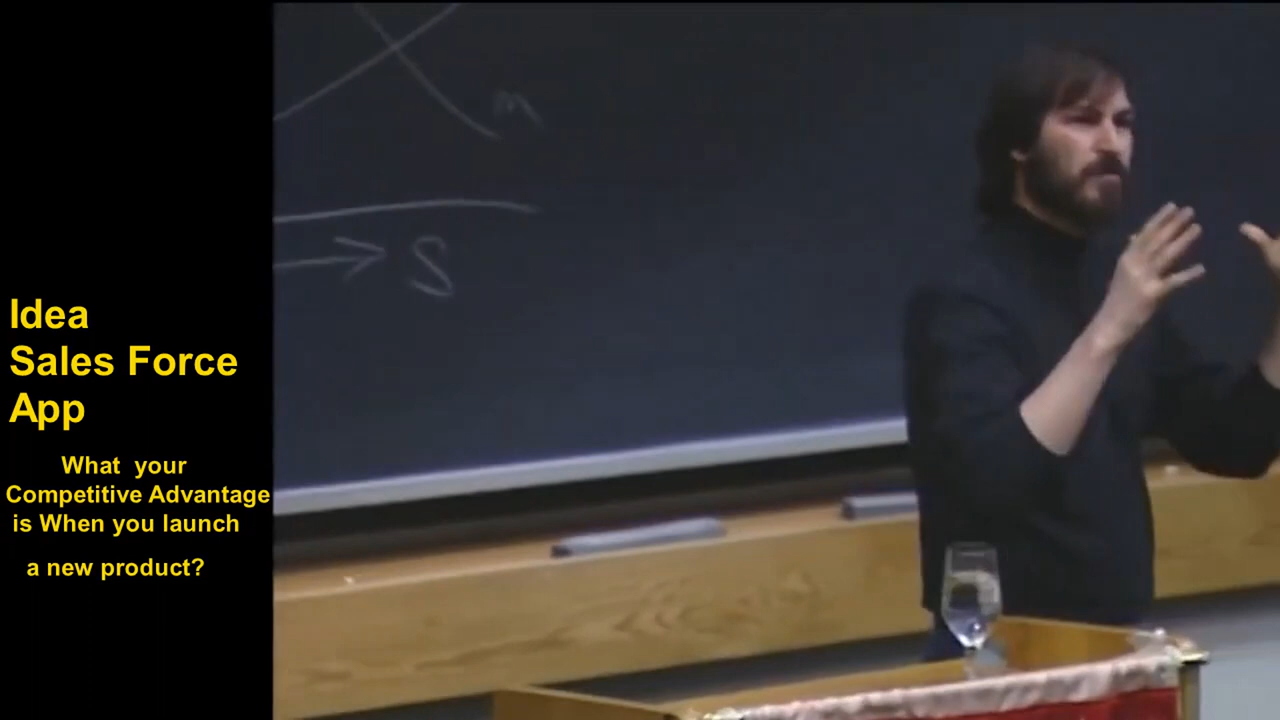 Idea
Sales Force
App
What your
Competitive Advantage
is When you launch
a new product?
m
S